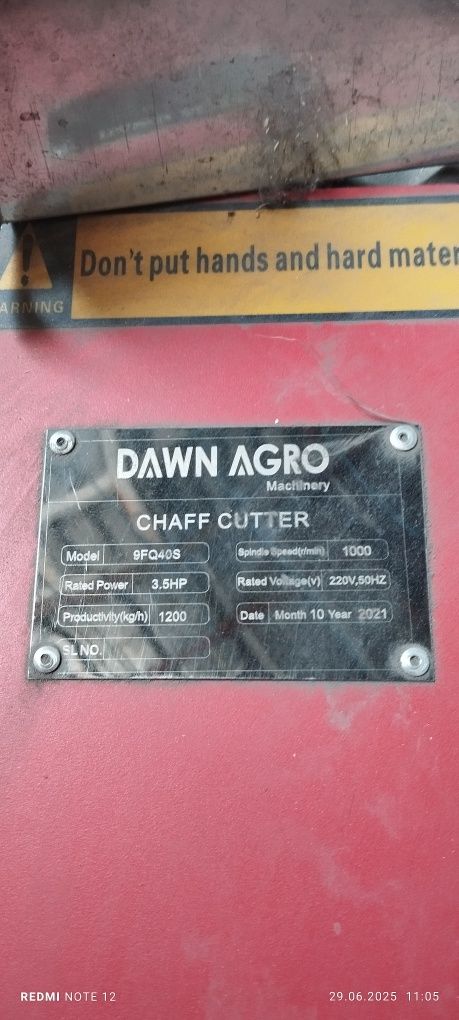 Don't put hands and hard mater
ARNING
DAWN AGRO
Machinery
CHAFF CUTTER
Model 9FQ40S Spindle Speed(r/min) 1000
Rated Power 3.5HP Rated Voltage(v) 220V,50HZ
Productivity(kg/h) 1200 Date Month 10 Year 2021
SL NO.
REDMI NOTE 12 29.06.2025 11:05